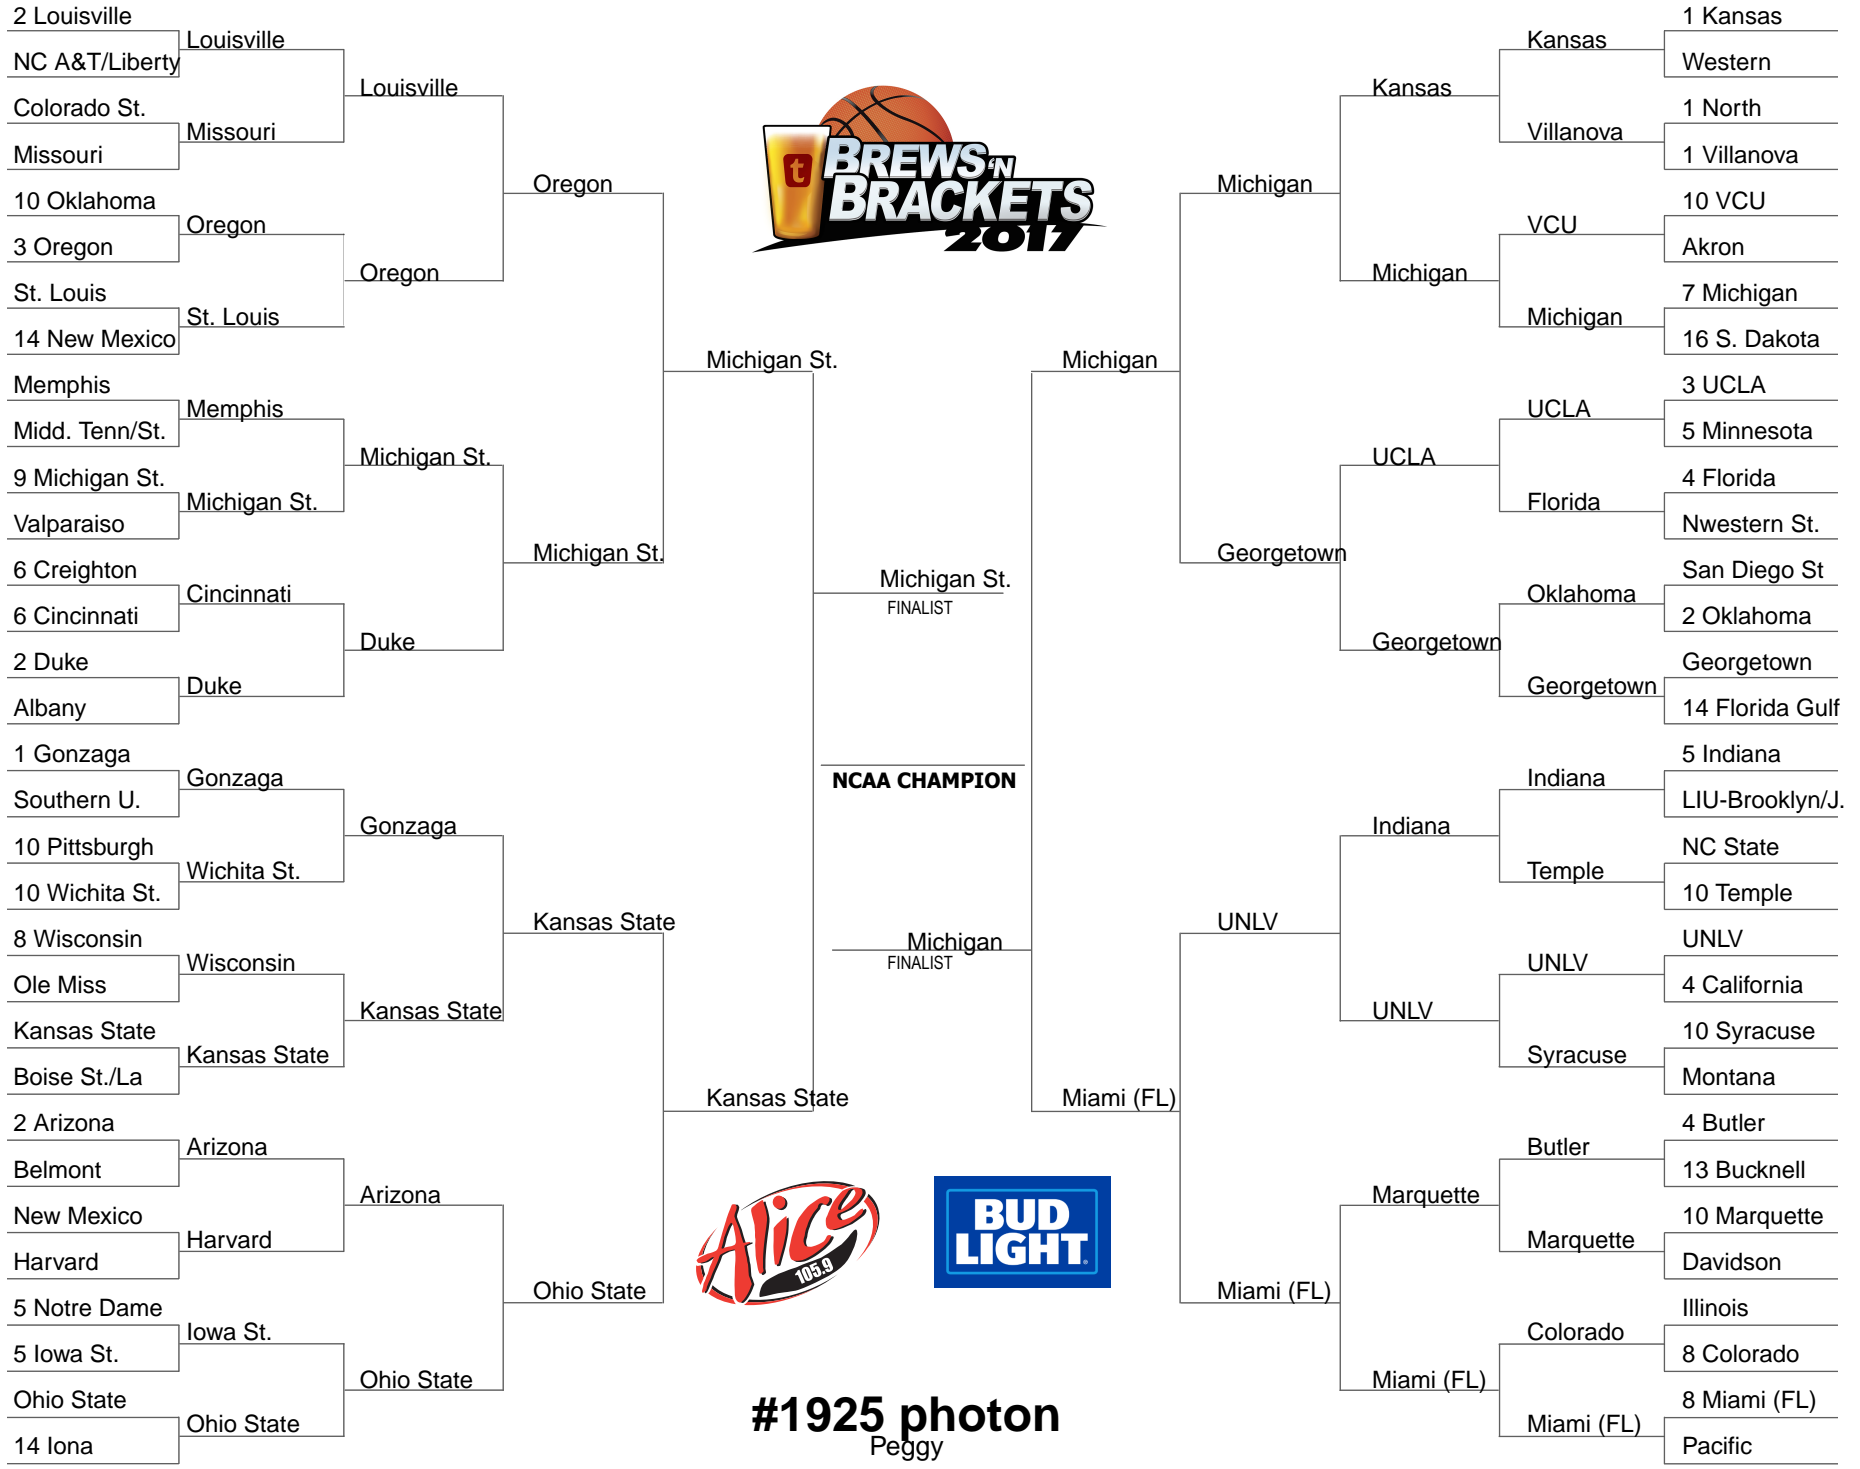 2 Louisville
NC A&T/Liberty
Colorado St.
Missouri
10 Oklahoma
3 Oregon
St. Louis
14 New Mexico
Memphis
Midd. Tenn/St.
9 Michigan St.
Valparaiso
6 Creighton
6 Cincinnati
2 Duke
Albany
1 Gonzaga
Southern U.
10 Pittsburgh
10 Wichita St.
8 Wisconsin
Ole Miss
Kansas State
Boise St./La
2 Arizona
Belmont
New Mexico
Harvard
5 Notre Dame
5 Iowa St.
Ohio State
14 Iona
Louisville
Missouri
Oregon
St. Louis
Memphis
Michigan St.
Cincinnati
Duke
Gonzaga
Wichita St.
Wisconsin
Kansas State
Arizona
Harvard
Iowa St.
Ohio State
Louisville
Oregon
Michigan St.
Duke
Gonzaga
Kansas State
Arizona
Ohio State
Oregon
Michigan St.
Kansas State
Ohio State
Michigan St.
Kansas State
t
BREWS 'N
BRACKETS
2017
Michigan St.
FINALIST
NCAA CHAMPION
Michigan
FINALIST
Alice
105.9
BUD
LIGHT
#1925 photon
Peggy
Michigan
Miami (FL)
Michigan
Georgetown
UNLV
Miami (FL)
Kansas
Michigan
UCLA
Georgetown
Indiana
UNLV
Marquette
Miami (FL)
Kansas
Villanova
VCU
Michigan
UCLA
Florida
Oklahoma
Georgetown
Indiana
Temple
UNLV
Syracuse
Butler
Marquette
Colorado
Miami (FL)
1 Kansas
Western
1 North
1 Villanova
10 VCU
Akron
7 Michigan
16 S. Dakota
3 UCLA
5 Minnesota
4 Florida
Nwestern St.
San Diego St
2 Oklahoma
Georgetown
14 Florida Gulf
5 Indiana
LIU-Brooklyn/J.
NC State
10 Temple
UNLV
4 California
10 Syracuse
Montana
4 Butler
13 Bucknell
10 Marquette
Davidson
Illinois
8 Colorado
8 Miami (FL)
Pacific